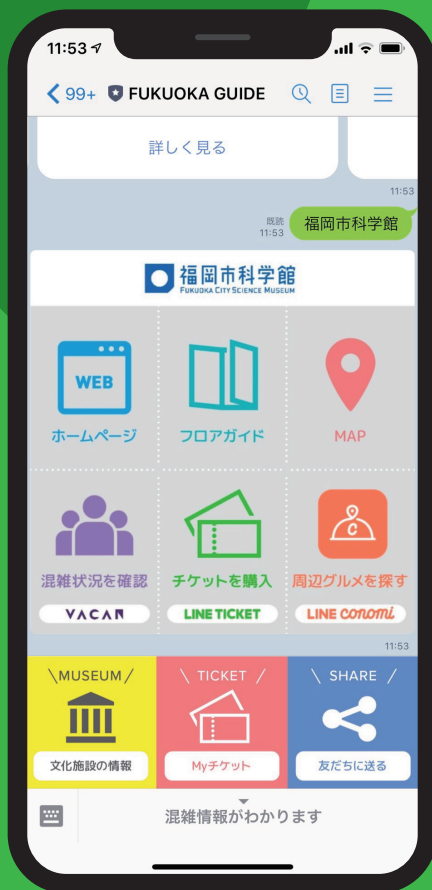 11:53
99+ FUKUOKA GUIDE
詳しく見る
11:53
既読
11:53
福岡市科学館
福岡市科学館
FUKUOKA CITY SCIENCE MUSEUM
WEB
ホームページ
フロアガイド
MAP
混雑状況を確認
チケットを購入
周辺グルメを探す
VACAN
LINE TICKET
LINE CONOMi
11:53
\MUSEUM/
\ TICKET /
\ SHARE /
文化施設の情報
Myチケット
友だちに送る
混雑情報がわかります